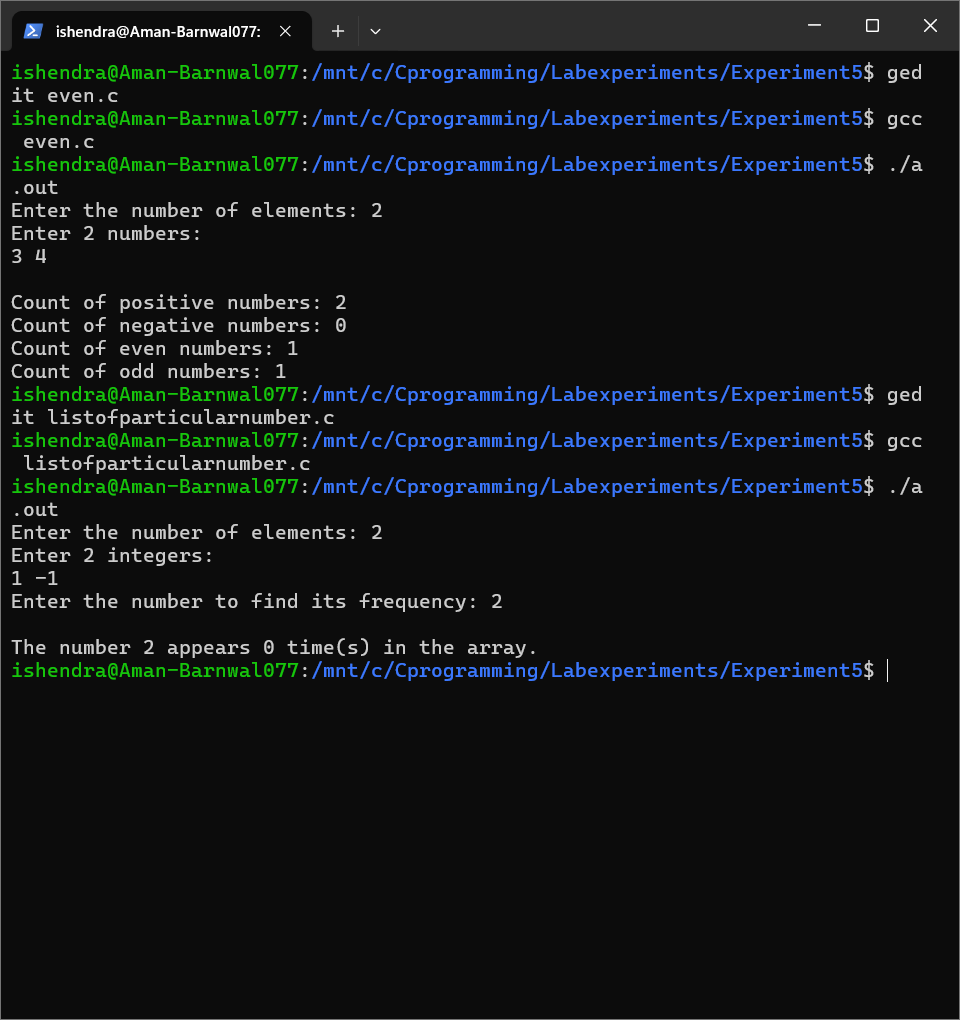 ishendra@Aman-Barnwal077:
ishendra@Aman-Barnwal077:/mnt/c/Cprogramming/Labexperiments/Experiment5$ ged
it even.c
ishendra@Aman-Barnwal077:/mnt/c/Cprogramming/Labexperiments/Experiment5$ gcc
 even.c
ishendra@Aman-Barnwal077:/mnt/c/Cprogramming/Labexperiments/Experiment5$ ./a
.out
Enter the number of elements: 2
Enter 2 numbers:
3 4

Count of positive numbers: 2
Count of negative numbers: 0
Count of even numbers: 1
Count of odd numbers: 1
ishendra@Aman-Barnwal077:/mnt/c/Cprogramming/Labexperiments/Experiment5$ ged
it listofparticularnumber.c
ishendra@Aman-Barnwal077:/mnt/c/Cprogramming/Labexperiments/Experiment5$ gcc
 listofparticularnumber.c
ishendra@Aman-Barnwal077:/mnt/c/Cprogramming/Labexperiments/Experiment5$ ./a
.out
Enter the number of elements: 2
Enter 2 integers:
1 -1
Enter the number to find its frequency: 2

The number 2 appears 0 time(s) in the array.
ishendra@Aman-Barnwal077:/mnt/c/Cprogramming/Labexperiments/Experiment5$